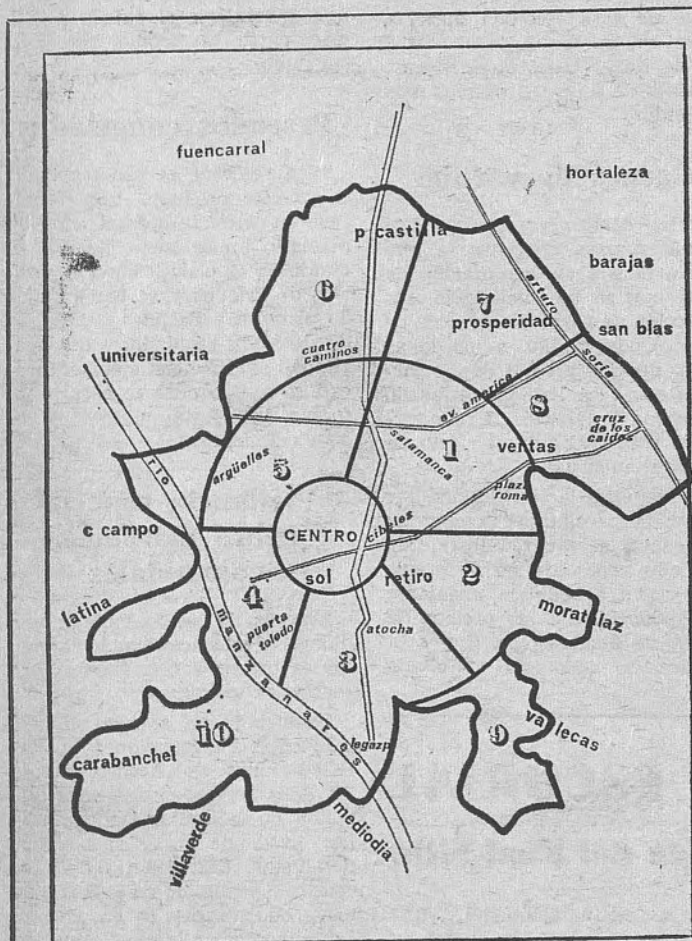 fuencarral
hortaleza
p castilla
barajas
6
7
arturo
prosperidad
san blas
cuatro
caminos
soria
universitaria
av. america
8
cruz
de los
caidos
salamanca
1
ventas
argüelles
5
plaza
roma
rio
c campo
CENTRO
cibeles
sol
retiro
2
4
latina
moratalaz
puerta
toledo
atocha
manzanares
3
vallecas
10
9
legazpi
carabanchel
mediodia
villaverde